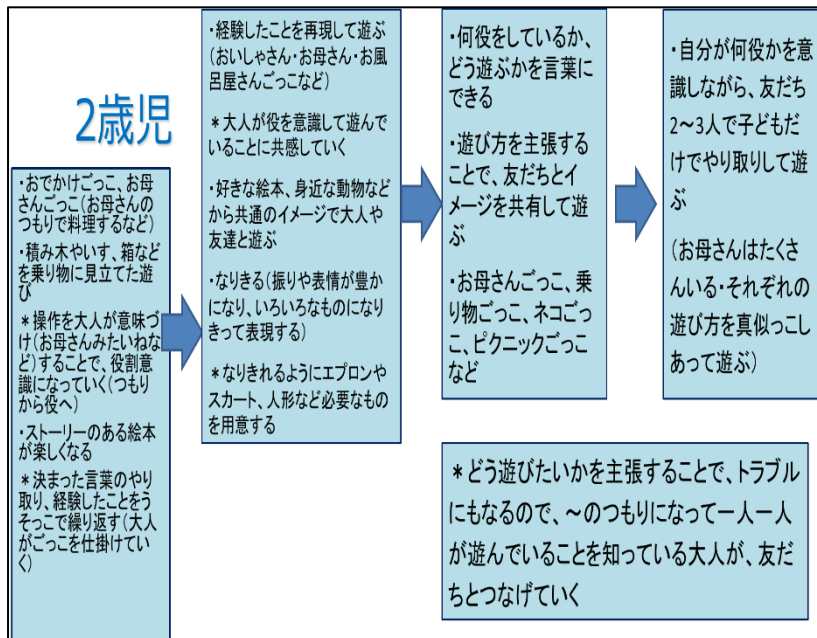 2歳児
・おでかけごっこ、お母
さんごっこ(お母さんの
つもりで料理するなど)
・積み木やいす、箱などを
乗り物に見立てた遊
び
*操作を大人が意味づ
け(お母さんみたいねな
ど)することで、役割意
識になっていく(つもり
から役へ)
・ストーリーのある絵本
が楽しくなる
*決まった言葉のやり
取り、経験したことをう
そっこで繰り返す(大人
がごっこを仕掛けてい
く)
・経験したことを再現して遊ぶ
(おいしゃさん・お母さん・お風
呂屋さんごっこなど)
*大人が役を意識して遊んで
いることに共感していく
・好きな絵本、身近な動物など
から共通のイメージで大人や
友達と遊ぶ
・なりきる(振りや表情が豊か
になり、いろいろなものになり
きって表現する)
*なりきれるようにエプロンや
スカート、人形など必要なもの
を用意する
・何役をしているか、
どう遊ぶかを言葉に
できる
・遊び方を主張する
ことで、友だちとイ
メージを共有して遊
ぶ
・お母さんごっこ、乗
り物ごっこ、ネコごっ
こ、ピクニックごっこ
など
・自分が何役かを意
識しながら、友だち
2～3人で子どもだ
けでやり取りして遊
ぶ
(お母さんはたくさ
んいる・それぞれの
遊び方を真似っこし
あって遊ぶ)
*どう遊びたいかを主張することで、トラブル
にもなるので、～のつもりになって一人一人
が遊んでいることを知っている大人が、友だ
ちとつなげていく